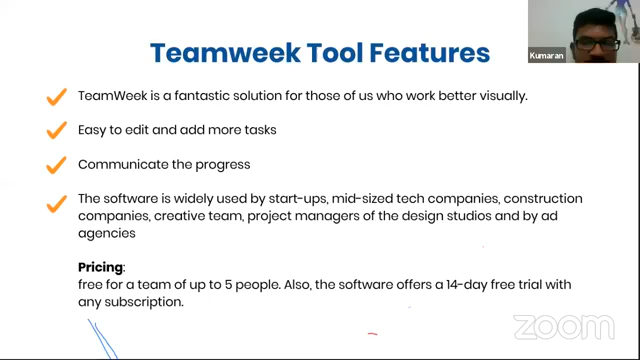 Teamweek Tool Features
Kumaran
TeamWeek is a fantastic solution for those of us who work better visually.
Easy to edit and add more tasks
Communicate the progress
The software is widely used by start-ups, mid-sized tech companies, construction
companies, creative team, project managers of the design studios and by ad
agencies
Pricing:
free for a team of up to 5 people. Also, the software offers a 14-day free trial with
any subscription.
zoom